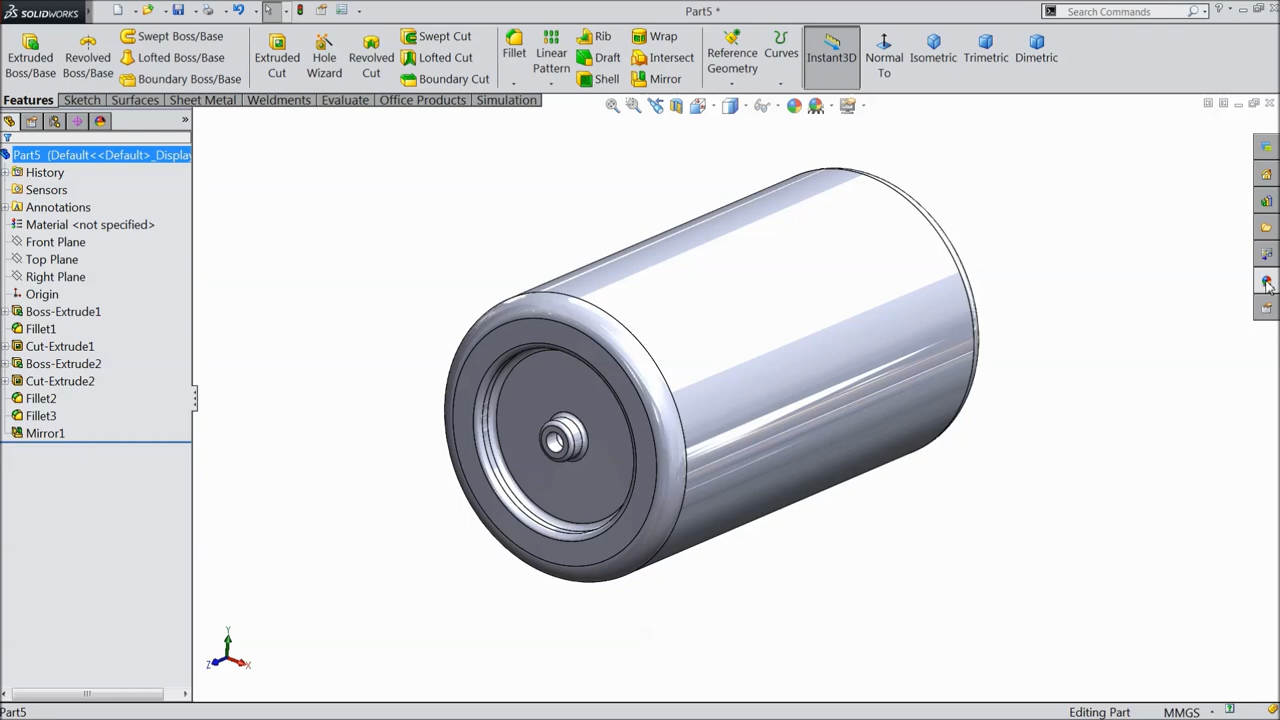 SOLIDWORKS
Part5 *
Search Commands
Extruded Boss/Base
Revolved Boss/Base
Swept Boss/Base
Lofted Boss/Base
Boundary Boss/Base
Extruded Cut
Hole Wizard
Revolved Cut
Swept Cut
Lofted Cut
Boundary Cut
Fillet
Linear Pattern
Rib
Draft
Shell
Wrap
Intersect
Mirror
Reference Geometry
Curves
Instant3D
Normal To
Isometric
Trimetric
Dimetric
Features
Sketch
Surfaces
Sheet Metal
Weldments
Evaluate
Office Products
Simulation
Part5 (Default<<Default>_Display
History
Sensors
Annotations
Material <not specified>
Front Plane
Top Plane
Right Plane
Origin
Boss-Extrude1
Fillet1
Cut-Extrude1
Boss-Extrude2
Cut-Extrude2
Fillet2
Fillet3
Mirror1
Y
Z
X
Part5
Editing Part
MMGS